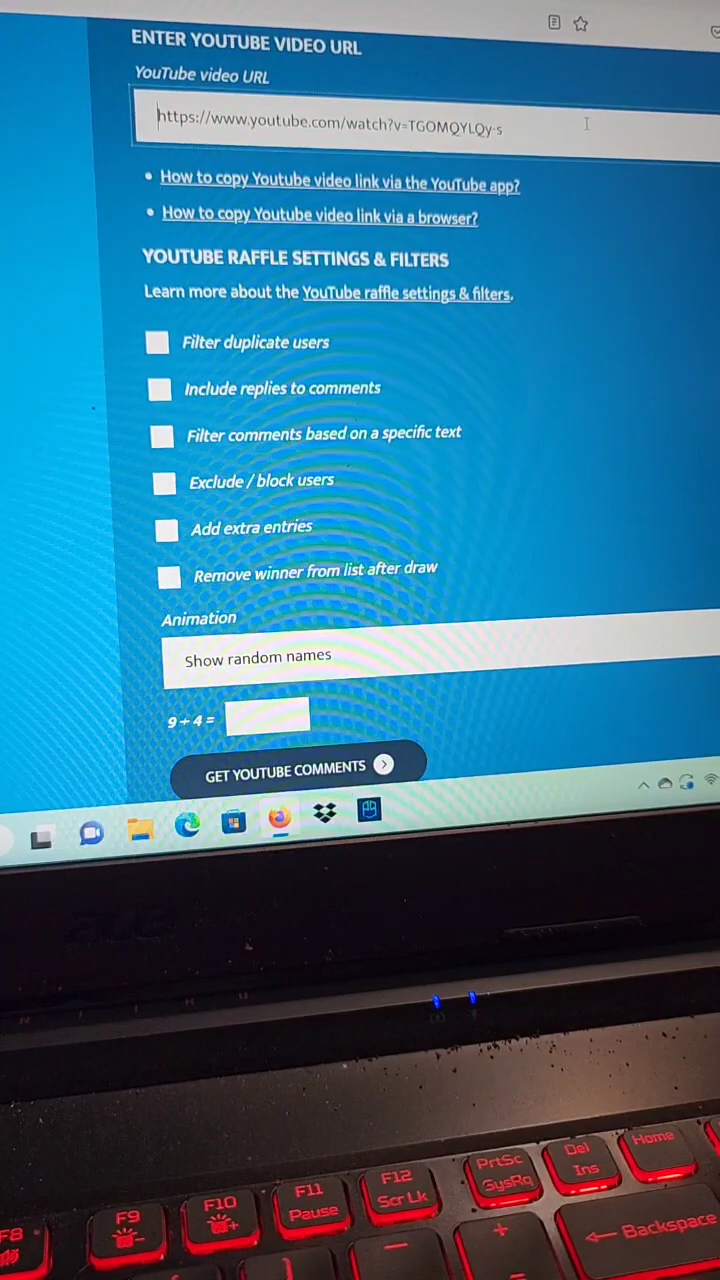 ENTER YOUTUBE VIDEO URL
YouTube video URL
https://www.youtube.com/watch?v=TGOMQYLQy-s
• How to copy Youtube video link via the YouTube app?
• How to copy Youtube video link via a browser?
YOUTUBE RAFFLE SETTINGS & FILTERS
Learn more about the YouTube raffle settings & filters.
Filter duplicate users
Include replies to comments
Filter comments based on a specific text
Exclude / block users
Add extra entries
Remove winner from list after draw
Animation
Show random names
9 + 4 =
GET YOUTUBE COMMENTS
F8 F9 F10 F11 Pause F12 Scr Lk PrtSc SysRq Del Ins Home
Backspace